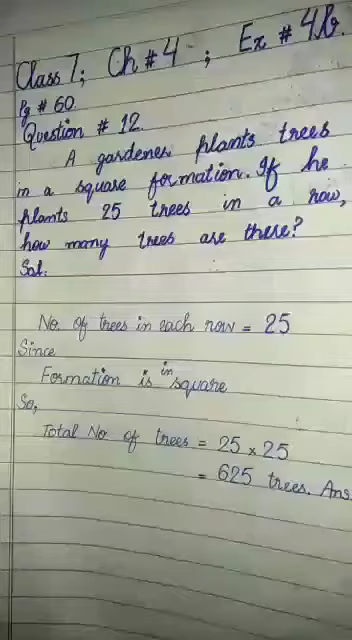 Class 7; Ch # 4 ; Ex # 4b.
Pg # 60.
Question # 12.
A gardener plants trees
in a square formation. If he
plants 25 trees in a row,
how many trees are there?
Sol.
No. of trees in each row = 25
Since
Formation is in square
So,
Total No of trees = 25 × 25
= 625 trees. Ans.